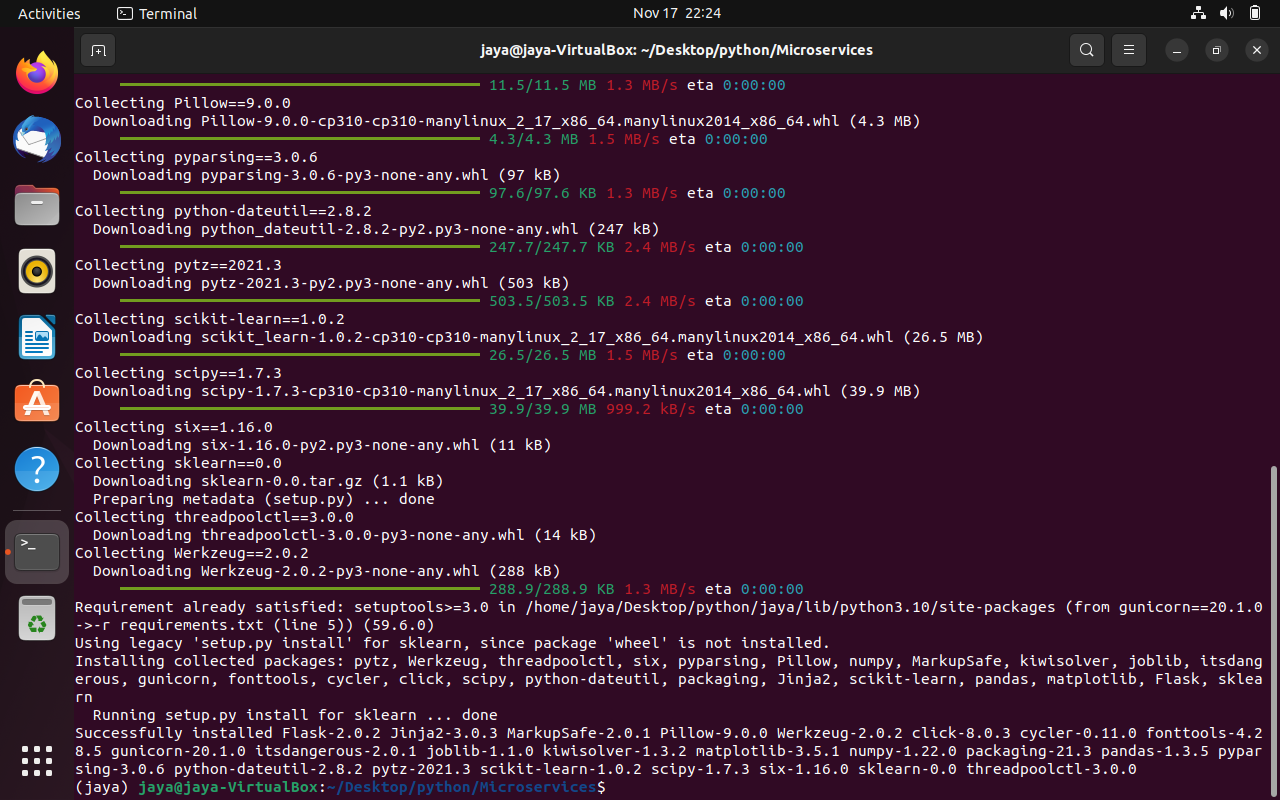 Activities
Terminal
Nov 17 22:24
jaya@jaya-VirtualBox: ~/Desktop/python/Microservices
11.5/11.5 MB 1.3 MB/s eta 0:00:00
Collecting Pillow==9.0.0
Downloading Pillow-9.0.0-cp310-cp310-manylinux_2_17_x86_64.manylinux2014_x86_64.whl (4.3 MB)
4.3/4.3 MB 1.5 MB/s eta 0:00:00
Collecting pyparsing==3.0.6
Downloading pyparsing-3.0.6-py3-none-any.whl (97 kB)
97.6/97.6 KB 1.3 MB/s eta 0:00:00
Collecting python-dateutil==2.8.2
Downloading python_dateutil-2.8.2-py2.py3-none-any.whl (247 kB)
247.7/247.7 KB 2.4 MB/s eta 0:00:00
Collecting pytz==2021.3
Downloading pytz-2021.3-py2.py3-none-any.whl (503 kB)
503.5/503.5 KB 2.4 MB/s eta 0:00:00
Collecting scikit-learn==1.0.2
Downloading scikit_learn-1.0.2-cp310-cp310-manylinux_2_17_x86_64.manylinux2014_x86_64.whl (26.5 MB)
26.5/26.5 MB 1.5 MB/s eta 0:00:00
Collecting scipy==1.7.3
Downloading scipy-1.7.3-cp310-cp310-manylinux_2_17_x86_64.manylinux2014_x86_64.whl (39.9 MB)
39.9/39.9 MB 999.2 kB/s eta 0:00:00
Collecting six==1.16.0
Downloading six-1.16.0-py2.py3-none-any.whl (11 kB)
Collecting sklearn==0.0
Downloading sklearn-0.0.tar.gz (1.1 kB)
Preparing metadata (setup.py) ... done
Collecting threadpoolctl==3.0.0
Downloading threadpoolctl-3.0.0-py3-none-any.whl (14 kB)
Collecting Werkzeug==2.0.2
Downloading Werkzeug-2.0.2-py3-none-any.whl (288 kB)
288.9/288.9 KB 1.3 MB/s eta 0:00:00
Requirement already satisfied: setuptools>=3.0 in /home/jaya/Desktop/python/jaya/lib/python3.10/site-packages (from gunicorn==20.1.0
->-r requirements.txt (line 5)) (59.6.0)
Using legacy 'setup.py install' for sklearn, since package 'wheel' is not installed.
Installing collected packages: pytz, Werkzeug, threadpoolctl, six, pyparsing, Pillow, numpy, MarkupSafe, kiwisolver, joblib, itsdang
erous, gunicorn, fonttools, cycler, click, scipy, python-dateutil, packaging, Jinja2, scikit-learn, pandas, matplotlib, Flask, sklea
rn
Running setup.py install for sklearn ... done
Successfully installed Flask-2.0.2 Jinja2-3.0.3 MarkupSafe-2.0.1 Pillow-9.0.0 Werkzeug-2.0.2 click-8.0.3 cycler-0.11.0 fonttools-4.2
8.5 gunicorn-20.1.0 itsdangerous-2.0.1 joblib-1.1.0 kiwisolver-1.3.2 matplotlib-3.5.1 numpy-1.22.0 packaging-21.3 pandas-1.3.5 pypar
sing-3.0.6 python-dateutil-2.8.2 pytz-2021.3 scikit-learn-1.0.2 scipy-1.7.3 six-1.16.0 sklearn-0.0 threadpoolctl-3.0.0
(jaya) jaya@jaya-VirtualBox:~/Desktop/python/Microservices$